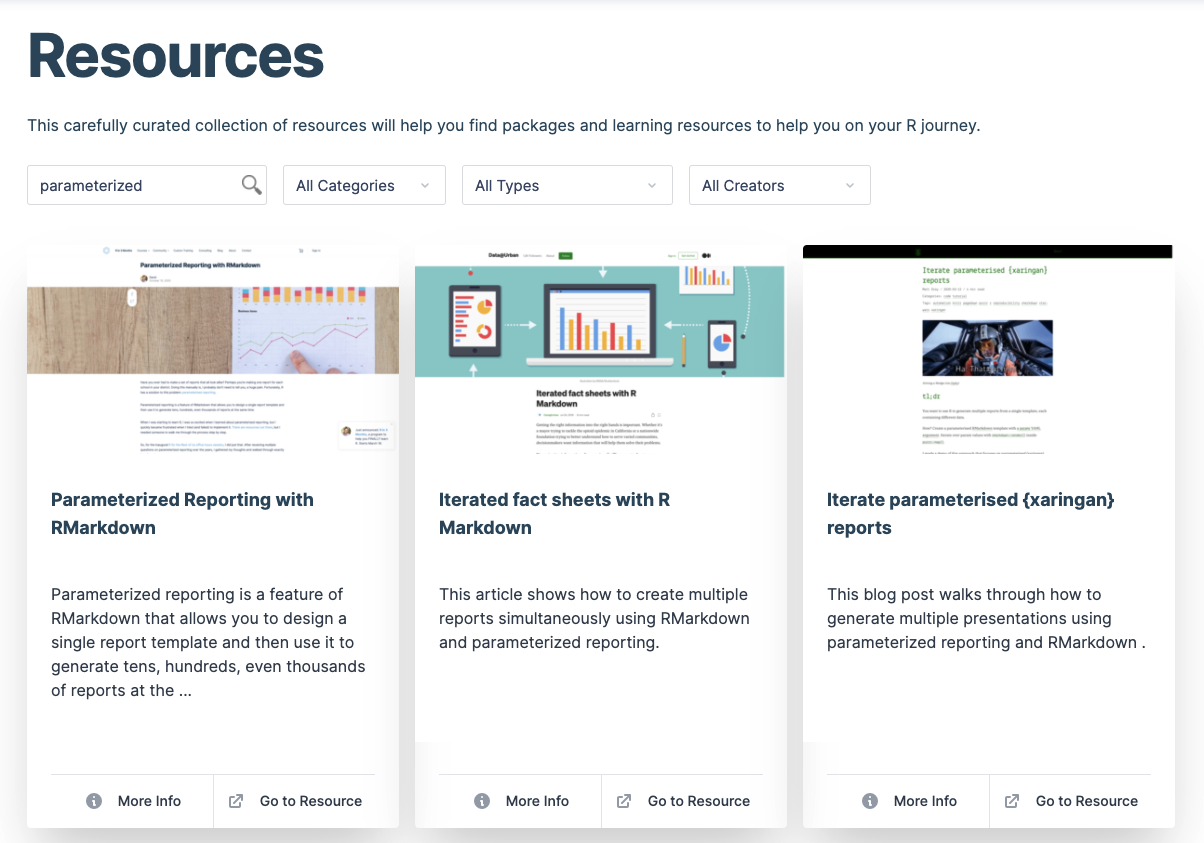 Resources
This carefully curated collection of resources will help you find packages and learning resources to help you on your R journey.
parameterized
All Categories
All Types
All Creators
Parameterized Reporting with RMarkdown
Data@Urban
Iterated fact sheets with R
Markdown
Iterate parameterised {xaringan}
reports
tl;dr
Parameterized Reporting with
RMarkdown
Parameterized reporting is a feature of
RMarkdown that allows you to design a
single report template and then use it to
generate tens, hundreds, even thousands
of reports at the ...
More Info
Go to Resource
Iterated fact sheets with R
Markdown
This article shows how to create multiple
reports simultaneously using RMarkdown
and parameterized reporting.
More Info
Go to Resource
Iterate parameterised {xaringan}
reports
This blog post walks through how to
generate multiple presentations using
parameterized reporting and RMarkdown .
More Info
Go to Resource